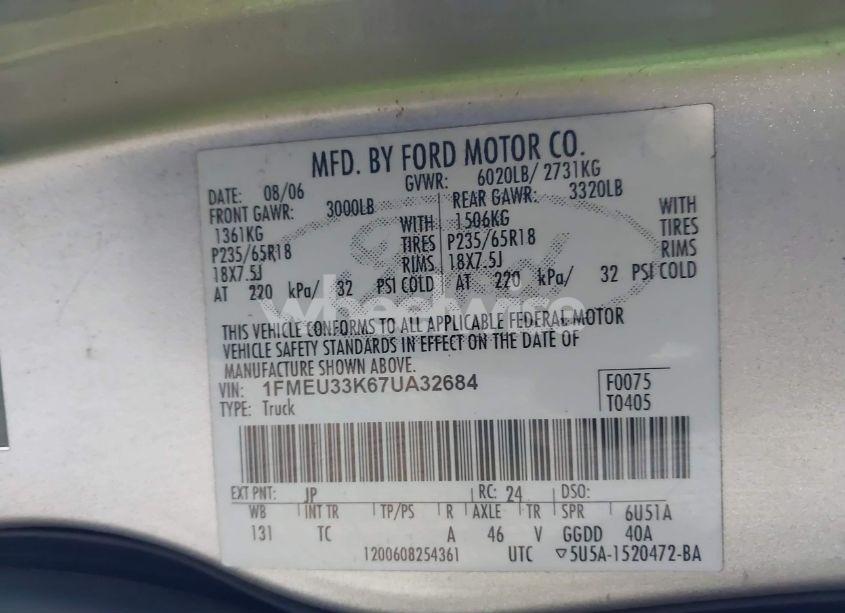 MFD. BY FORD MOTOR CO.
DATE: 08/06 GVWR: 6020LB/ 2731KG
FRONT GAWR: 3000LB REAR GAWR: 3320LB
1361KG WITH 1506KG WITH
P235/65R18 TIRES P235/65R18 TIRES
18X7.5J RIMS 18X7.5J RIMS
AT 220 kPa/ 32 PSI COLD AT 220 kPa/ 32 PSI COLD
wheelwise
THIS VEHICLE CONFORMS TO ALL APPLICABLE FEDERAL MOTOR
VEHICLE SAFETY STANDARDS IN EFFECT ON THE DATE OF
MANUFACTURE SHOWN ABOVE.
VIN: 1FMEU33K67UA32684 F0075
TYPE: Truck T0405
EXT PNT: JP RC: 24 DSO:
WB INT TR TP/PS R AXLE TR SPR 6U51A
131 TC A 46 V GGDD 40A
1200608254361 UTC ▽5U5A-1520472-BA